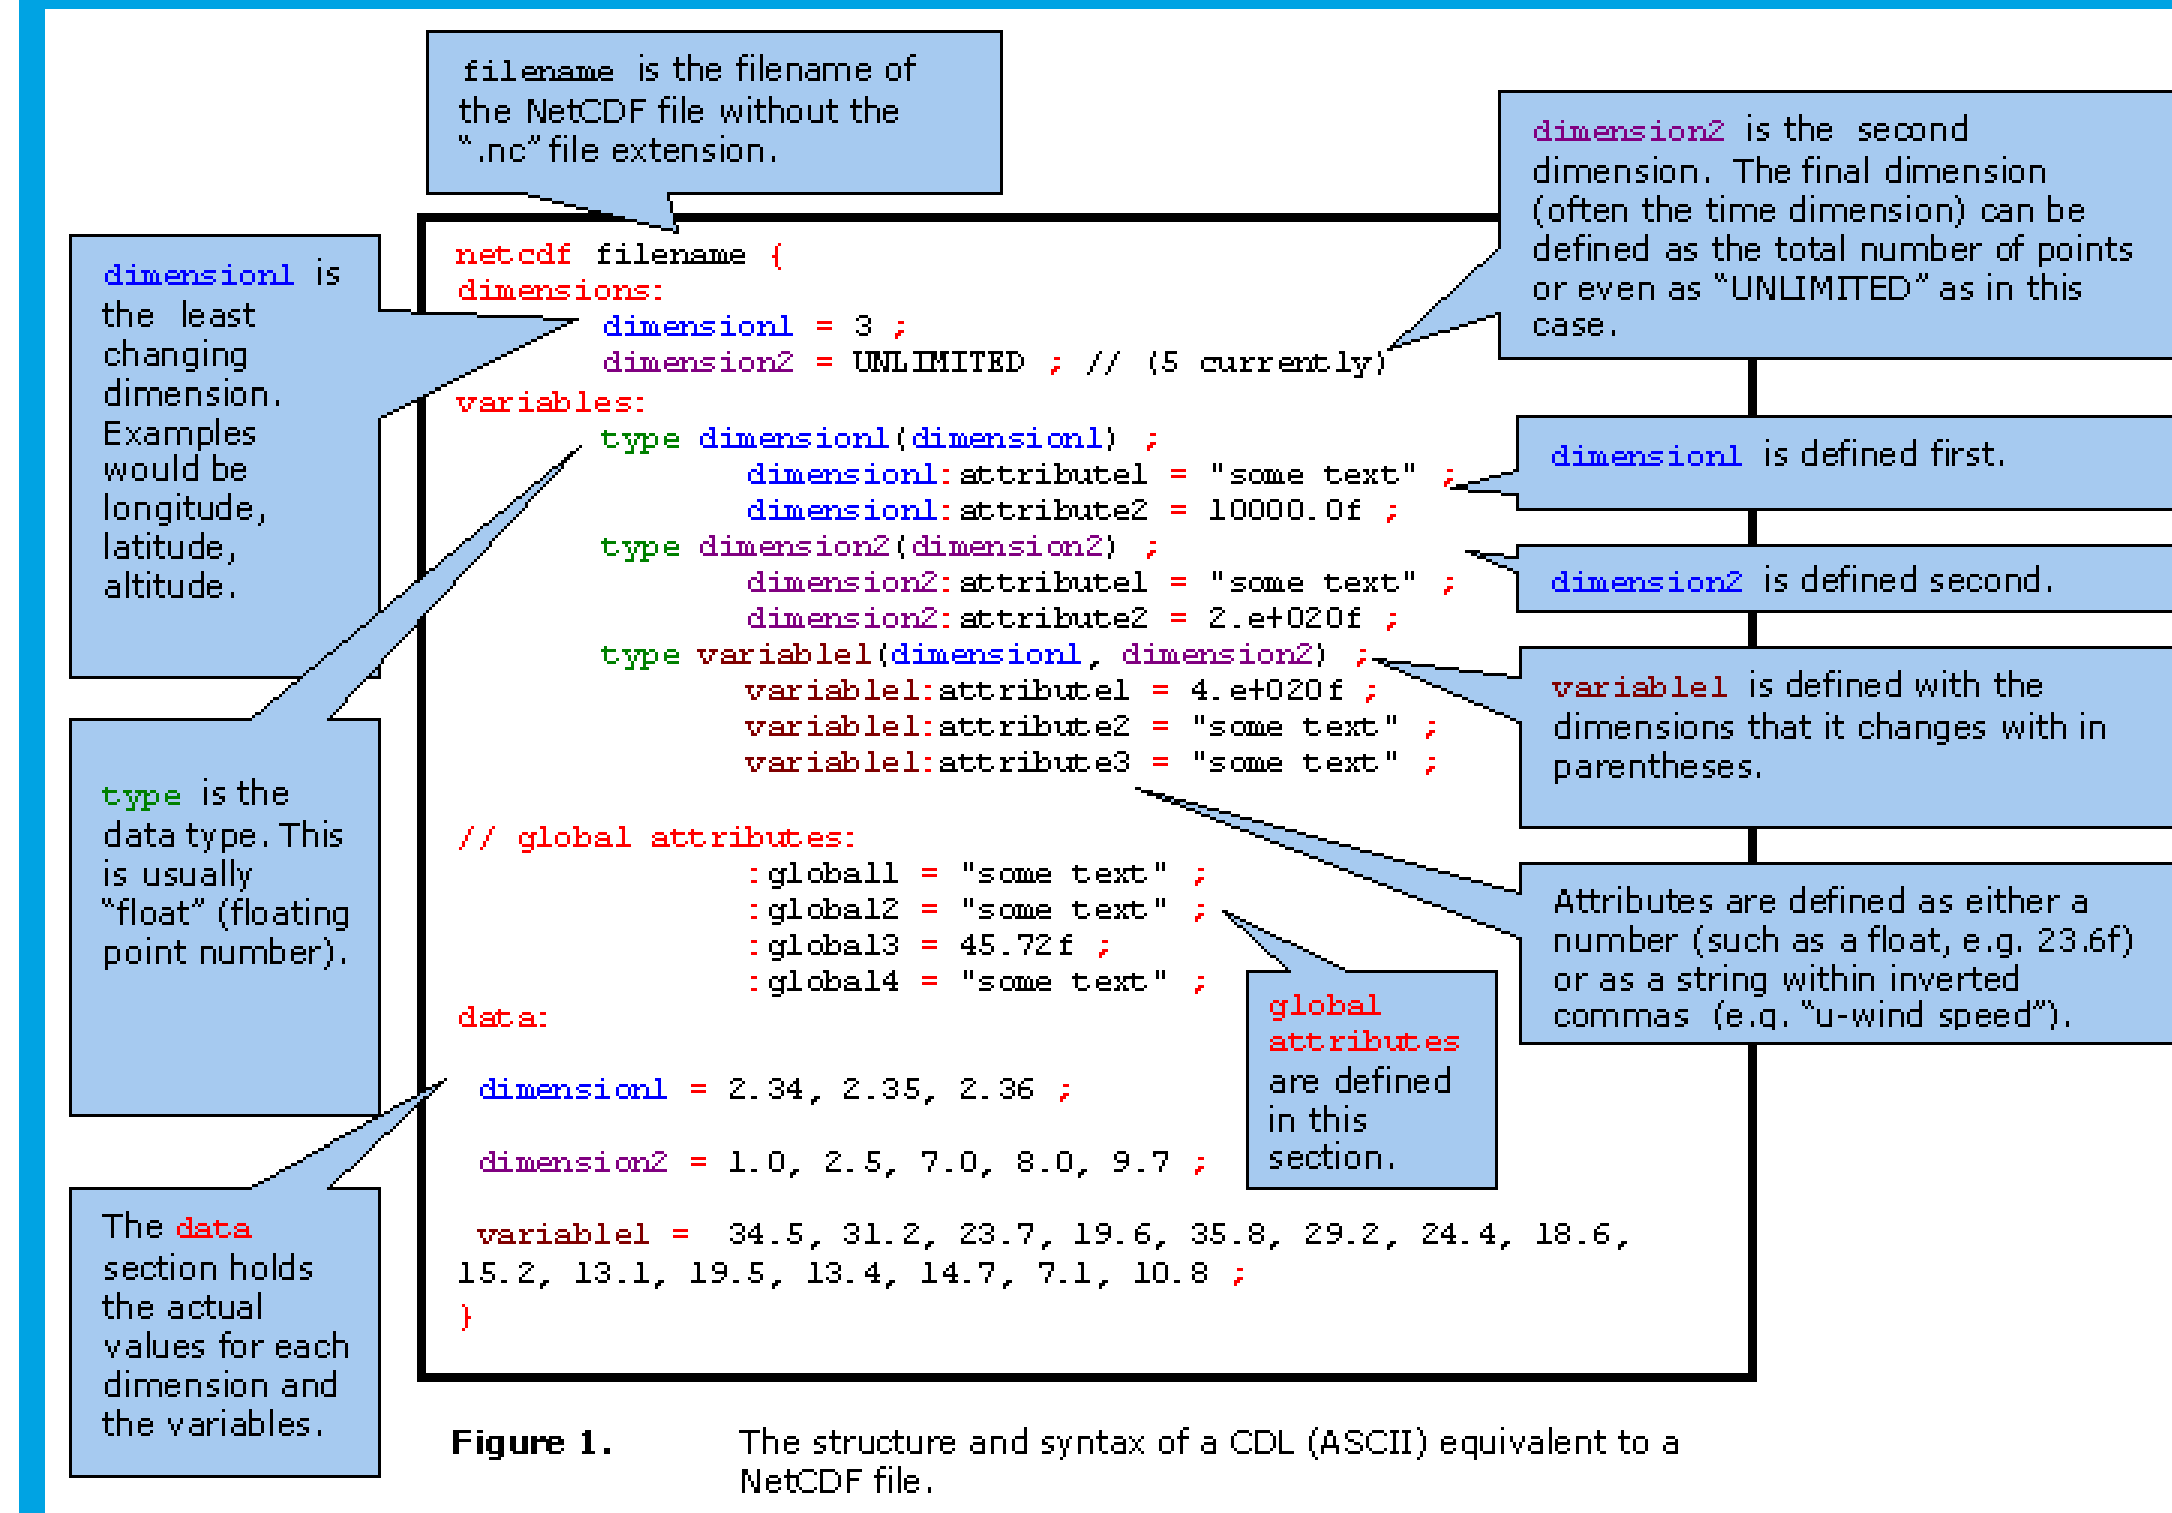 filename is the filename of
the NetCDF file without the
“.nc” file extension.
dimension2 is the second
dimension. The final dimension
(often the time dimension) can be
defined as the total number of points
or even as “UNLIMITED” as in this
case.
dimension1 is
the least
changing
dimension.
Examples
would be
longitude,
latitude,
altitude.
netcdf filename {
dimensions:
dimension1 = 3 ;
dimension2 = UNLIMITED ; // (5 currently)
variables:
type dimension1(dimension1) ;
dimension1:attribute1 = "some text" ;
dimension1:attribute2 = 10000.0f ;
type dimension2(dimension2) ;
dimension2:attribute1 = "some text" ;
dimension2:attribute2 = 2.e+020f ;
type variable1(dimension1, dimension2) ;
variable1:attribute1 = 4.e+020f ;
variable1:attribute2 = "some text" ;
variable1:attribute3 = "some text" ;
// global attributes:
:global1 = "some text" ;
:global2 = "some text" ;
:global3 = 45.72f ;
:global4 = "some text" ;
data:
dimension1 = 2.34, 2.35, 2.36 ;
dimension2 = 1.0, 2.5, 7.0, 8.0, 9.7 ;
variable1 = 34.5, 31.2, 23.7, 19.6, 35.8, 29.2, 24.4, 18.6,
15.2, 13.1, 19.5, 13.4, 14.7, 7.1, 10.8 ;
}
dimension1 is defined first.
dimension2 is defined second.
variable1 is defined with the
dimensions that it changes with in
parentheses.
Attributes are defined as either a
number (such as a float, e.g. 23.6f)
or as a string within inverted
commas (e.g. “u-wind speed”).
global
attributes
are defined
in this
section.
type is the
data type. This
is usually
“float” (floating
point number).
The data
section holds
the actual
values for each
dimension and
the variables.
Figure 1. The structure and syntax of a CDL (ASCII) equivalent to a
NetCDF file.